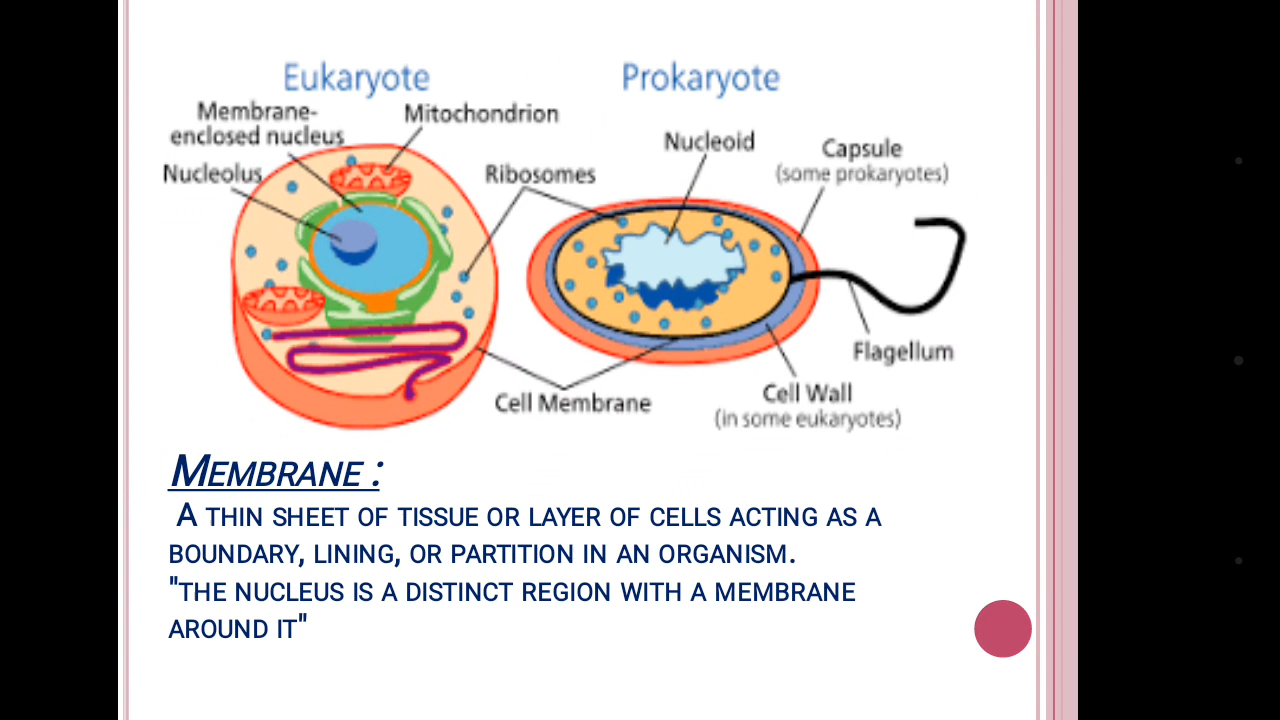 Eukaryote Prokaryote
Membrane-
enclosed nucleus
Mitochondrion
Nucleolus
Ribosomes
Nucleoid
Capsule
(some prokaryotes)
Flagellum
Cell Membrane
Cell Wall
(in some eukaryotes)
MEMBRANE :
A THIN SHEET OF TISSUE OR LAYER OF CELLS ACTING AS A
BOUNDARY, LINING, OR PARTITION IN AN ORGANISM.
"THE NUCLEUS IS A DISTINCT REGION WITH A MEMBRANE
AROUND IT"